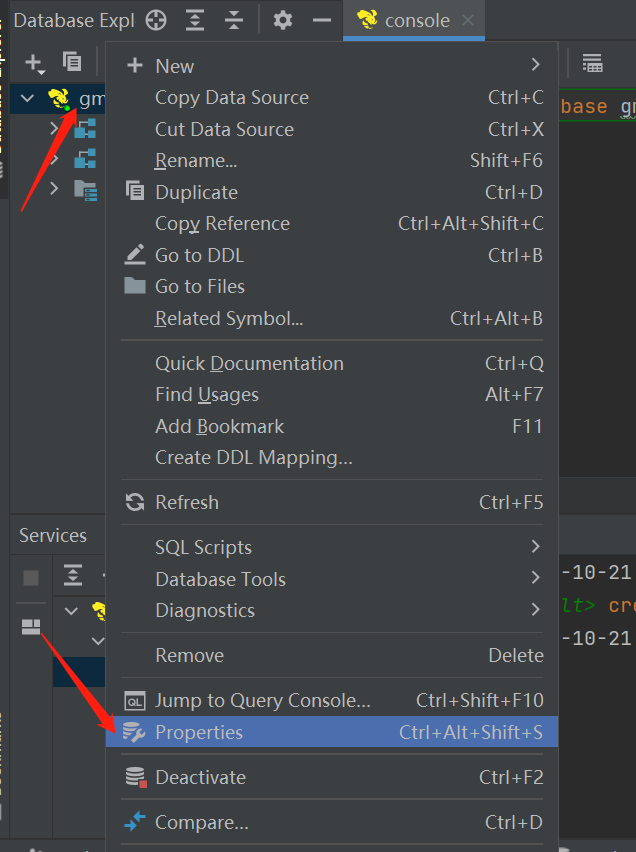 Database Expl
console
gm
base gm
New
Copy Data Source Ctrl+C
Cut Data Source Ctrl+X
Rename... Shift+F6
Duplicate Ctrl+D
Copy Reference Ctrl+Alt+Shift+C
Go to DDL Ctrl+B
Go to Files
Related Symbol... Ctrl+Alt+B
Quick Documentation Ctrl+Q
Find Usages Alt+F7
Add Bookmark F11
Create DDL Mapping...
Refresh Ctrl+F5
Services
SQL Scripts
Database Tools
-10-21
Diagnostics
lt> cre
-10-21
Remove Delete
QL Jump to Query Console... Ctrl+Shift+F10
Properties Ctrl+Alt+Shift+S
Deactivate Ctrl+F2
Compare... Ctrl+D